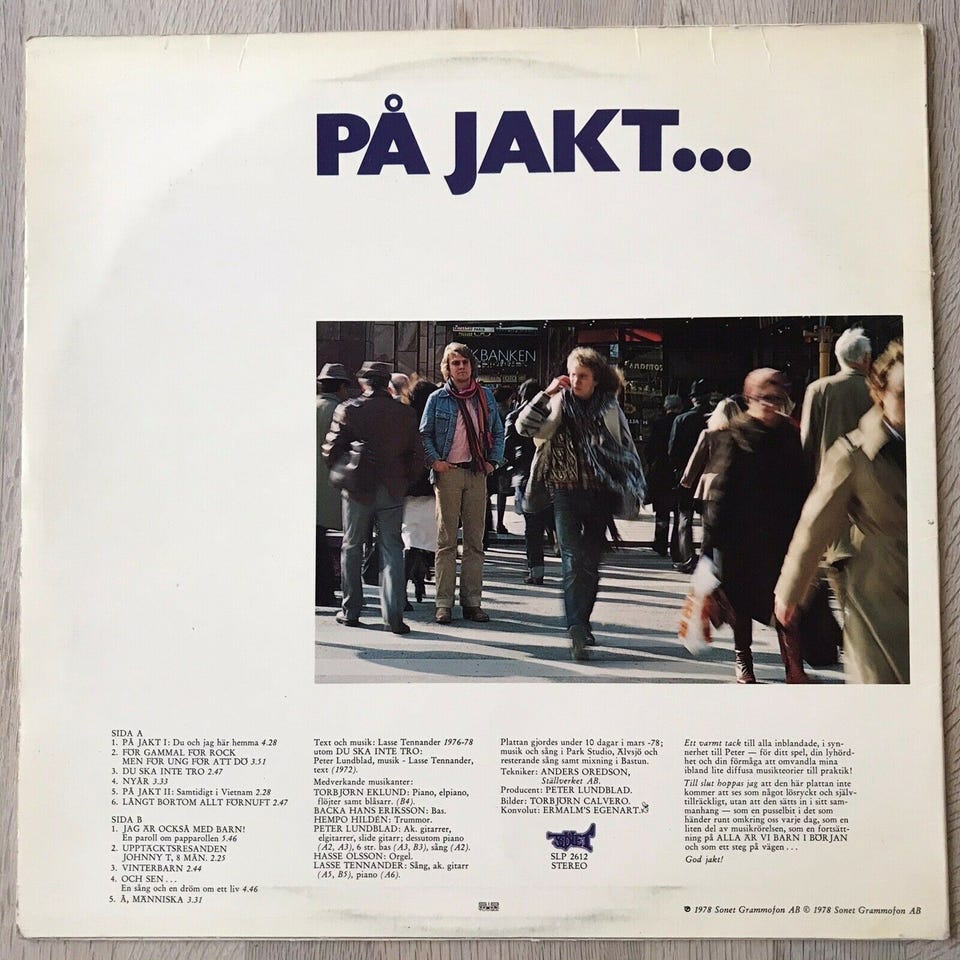 PÅ JAKT...
KBANKEN
SIDA A
1. PÅ JAKT I: Du och jag här hemma 4.28
2. FÖR GAMMAL FÖR ROCK
MEN FÖR UNG FÖR ATT DÖ 3.51
3. DU SKA INTE TRO 2.47
4. NYÅR 3.33
5. PÅ JAKT II: Samtidigt i Vietnam 2.28
6. LÅNGT BORTOM ALLT FÖRNUFT 2.47
SIDA B
1. JAG ÄR OCKSÅ MED BARN!
En paroll om papparollen 5.46
2. UPPTÄCKTSRESANDEN
JOHNNY T, 8 MÅN. 2.25
3. VINTERBARN 2.44
4. OCH SEN...
En sång och en dröm om ett liv 4.46
5. Å, MÄNNISKA 3.31
Text och musik: Lasse Tennander 1976-78
utom DU SKA INTE TRO:
Peter Lundblad, musik - Lasse Tennander,
text (1972).
Medverkande musikanter:
TORBJÖRN EKLUND: Piano, elpiano,
flöjter samt blåsarr. (B4).
BACKA HANS ERIKSSON: Bas.
HEMPO HILDEN: Trummor.
PETER LUNDBLAD: Ak. gitarrer,
elgitarrer, slide gitarr; dessutom piano
(A2, A3), 6 str. bas (A3, B3), sång (A2).
HASSE OLSSON: Orgel.
LASSE TENNANDER: Sång, ak. gitarr
(A5, B5), piano (A6).
Plattan gjordes under 10 dagar i mars -78;
musik och sång i Park Studio, Älvsjö och
resterande sång samt mixning i Bastun.
Tekniker: ANDERS OREDSON,
Ställverket AB.
Producent: PETER LUNDBLAD.
Bilder: TORBJÖRN CALVERO.
Konvolut: ERMALM'S EGENART.
SONET
SLP 2612
STEREO
Ett varmt tack till alla inblandade, i syn-
nerhet till Peter — för ditt spel, din lyhörd-
het och din förmåga att omvandla mina
ibland lite diffusa musikteorier till praktik!
Till slut hoppas jag att den här plattan inte
kommer att ses som något lösryckt och själv-
tillräckligt, utan att den sätts in i sitt sam-
manhang — som en pusselbit i det som
händer runt omkring oss varje dag, som en
liten del av musikrörelsen, som en fortsätt-
ning på ALLA ÄR VI BARN I BÖRJAN
och som ett steg på vägen...
God jakt!
℗ 1978 Sonet Grammofon AB © 1978 Sonet Grammofon AB